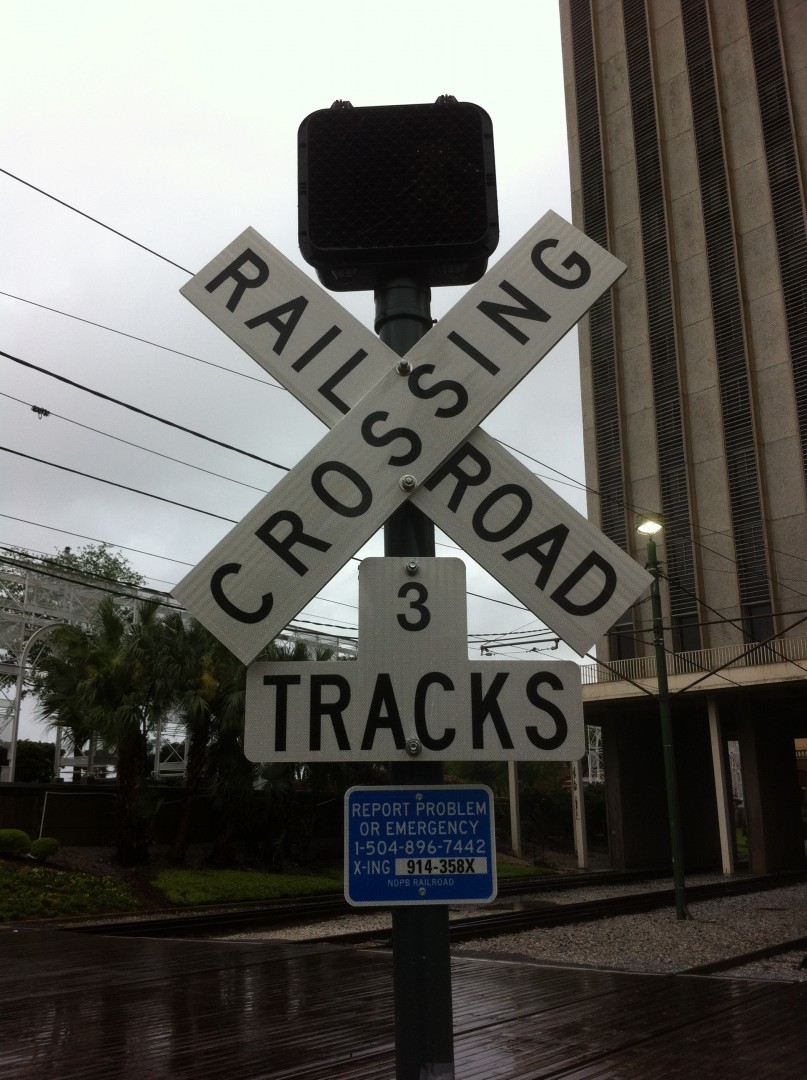 RAILROAD
CROSSING
3
TRACKS
REPORT PROBLEM
OR EMERGENCY
1-504-896-7442
X-ING 914-358X
NOPB RAILROAD